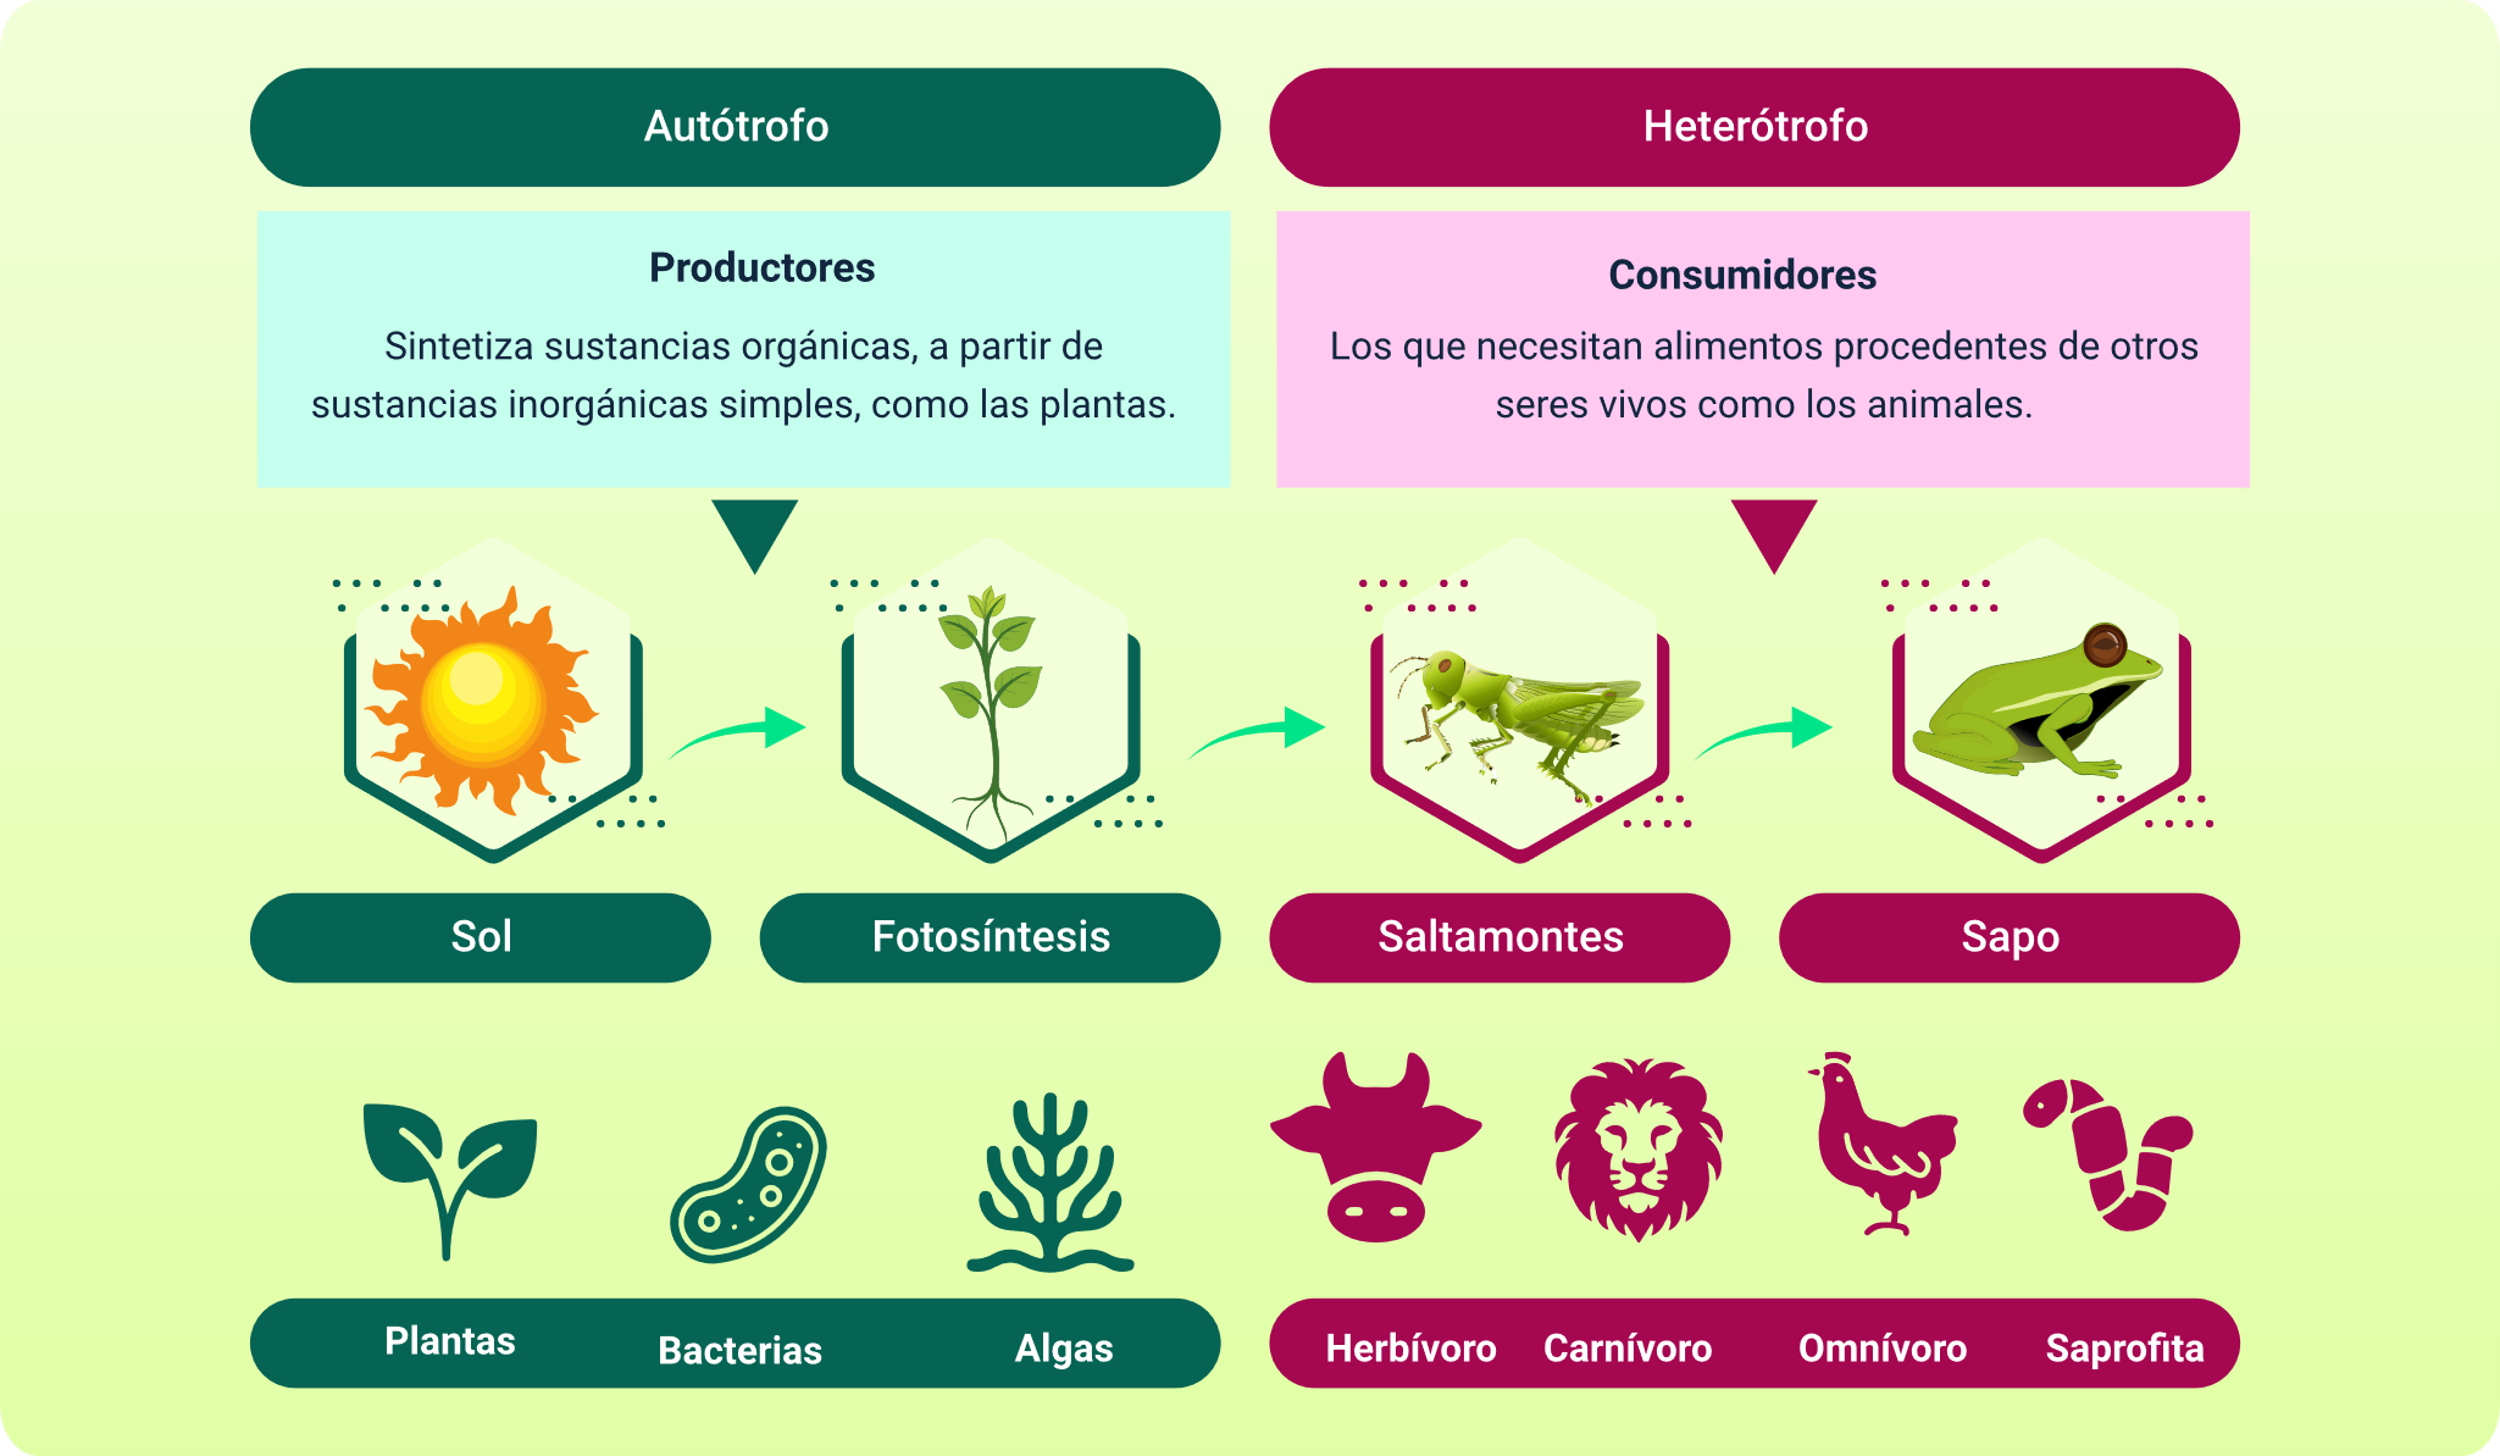 Autótrofo
Heterótrofo
Productores
Sintetiza sustancias orgánicas, a partir de
sustancias inorgánicas simples, como las plantas.
Consumidores
Los que necesitan alimentos procedentes de otros
seres vivos como los animales.
Sol
Fotosíntesis
Saltamontes
Sapo
Plantas
Bacterias
Algas
Herbívoro
Carnívoro
Omnívoro
Saprofita